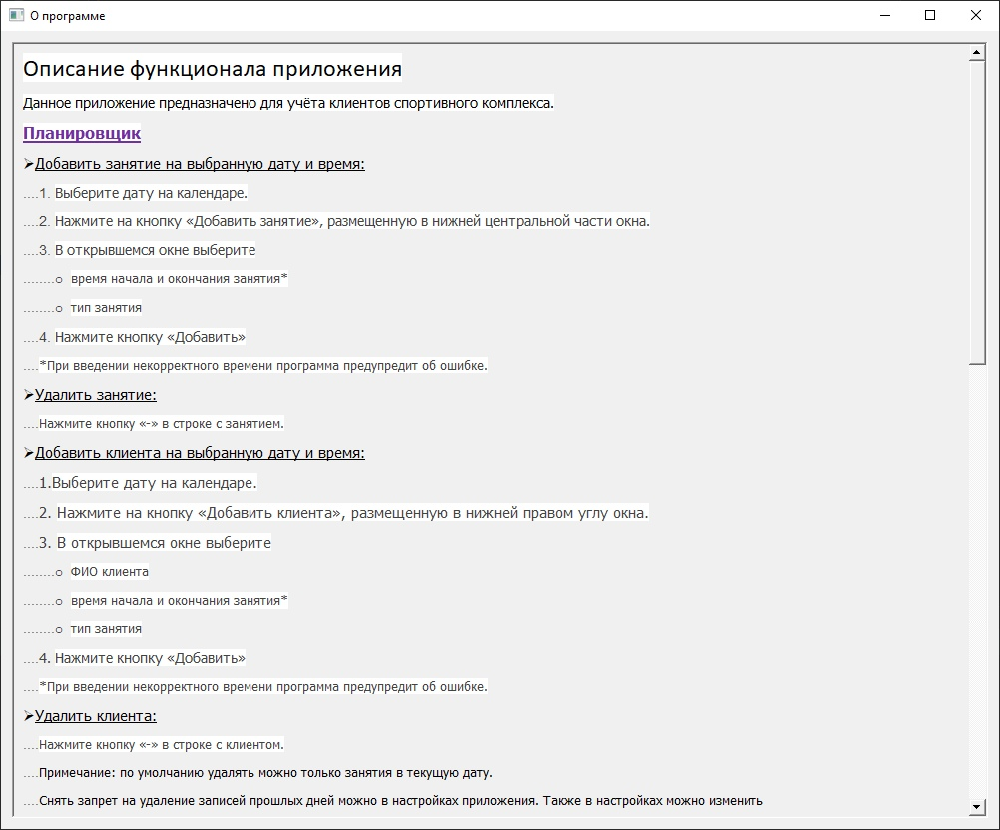 О программе
Описание функционала приложения
Данное приложение предназначено для учёта клиентов спортивного комплекса.
Планировщик
➢Добавить занятие на выбранную дату и время:
....1. Выберите дату на календаре.
....2. Нажмите на кнопку «Добавить занятие», размещенную в нижней центральной части окна.
....3. В открывшемся окне выберите
........o время начала и окончания занятия*
........o тип занятия
....4. Нажмите кнопку «Добавить»
....*При введении некорректного времени программа предупредит об ошибке.
➢Удалить занятие:
....Нажмите кнопку «-» в строке с занятием.
➢Добавить клиента на выбранную дату и время:
....1.Выберите дату на календаре.
....2. Нажмите на кнопку «Добавить клиента», размещенную в нижней правом углу окна.
....3. В открывшемся окне выберите
........o ФИО клиента
........o время начала и окончания занятия*
........o тип занятия
....4. Нажмите кнопку «Добавить»
....*При введении некорректного времени программа предупредит об ошибке.
➢Удалить клиента:
....Нажмите кнопку «-» в строке с клиентом.
....Примечание: по умолчанию удалять можно только занятия в текущую дату.
....Снять запрет на удаление записей прошлых дней можно в настройках приложения. Также в настройках можно изменить